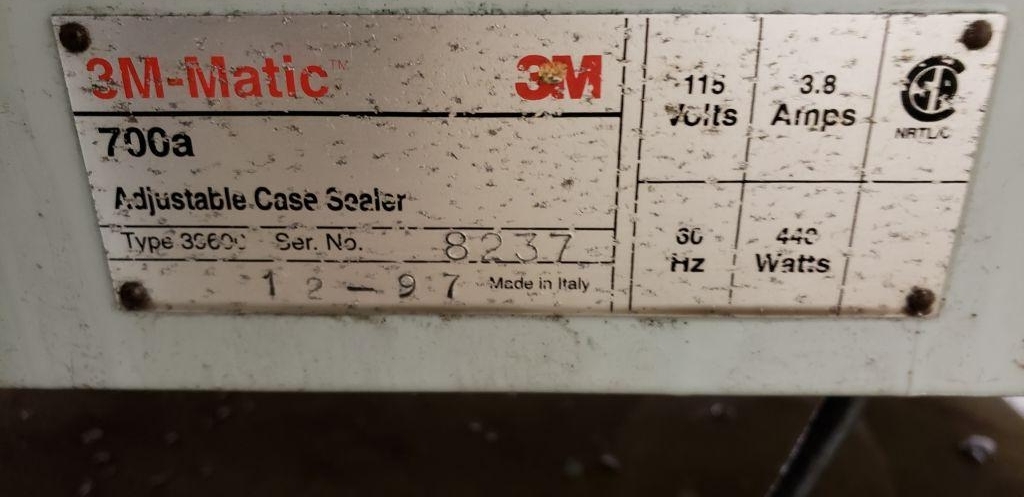 3M-Matic™ 3M
700a
Adjustable Case Sealer
Type Ser. No. 8237
12-97 Made in Italy
115 Volts
3.8 Amps
NRTL/C
60 Hz
440 Watts